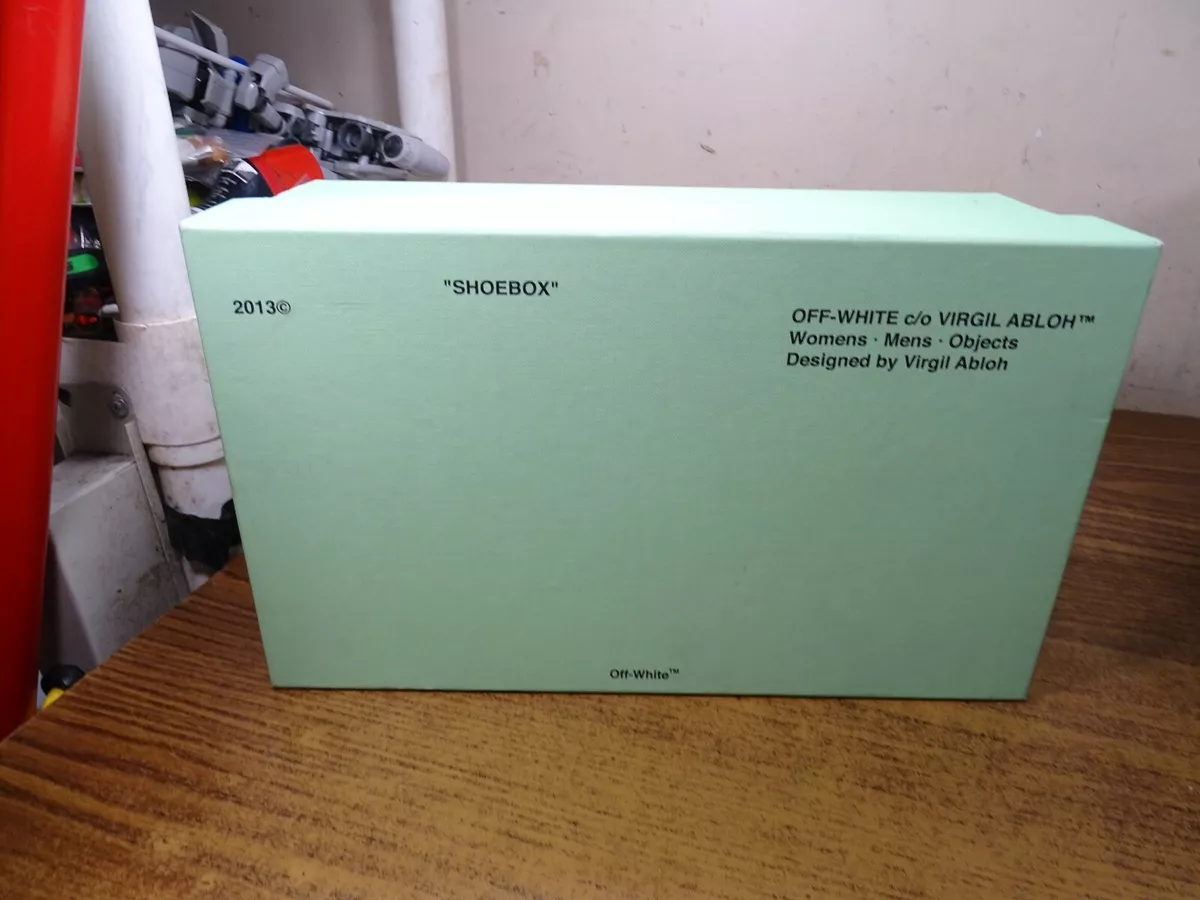 "SHOEBOX"
2013©
OFF-WHITE c/o VIRGIL ABLOH™
Womens · Mens · Objects
Designed by Virgil Abloh
Off-White™